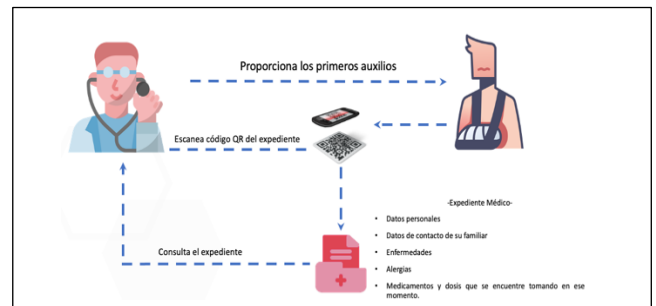 Proporciona los primeros auxilios
Escanea código QR del expediente
-Expediente Médico-
• Datos personales
• Datos de contacto de su familiar
• Enfermedades
• Alergias
• Medicamentos y dosis que se encuentre tomando en ese
momento.
Consulta el expediente